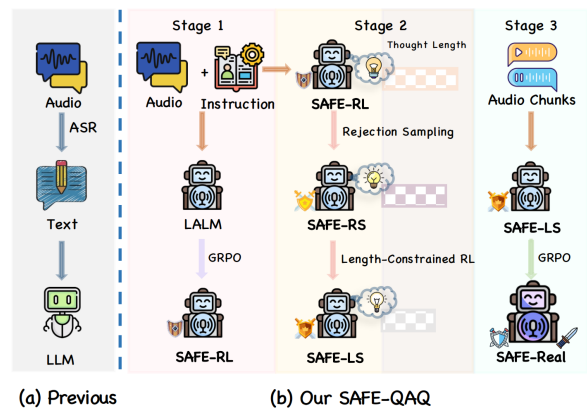 Stage 1
Stage 2
Stage 3
Audio
ASR
Text
LLM
Audio
+
Instruction
LALM
GRPO
SAFE-RL
Thought Length
SAFE-RL
Rejection Sampling
SAFE-RS
Length-Constrained RL
SAFE-LS
Audio Chunks
SAFE-LS
GRPO
SAFE-Real
(a) Previous
(b) Our SAFE-QAQ